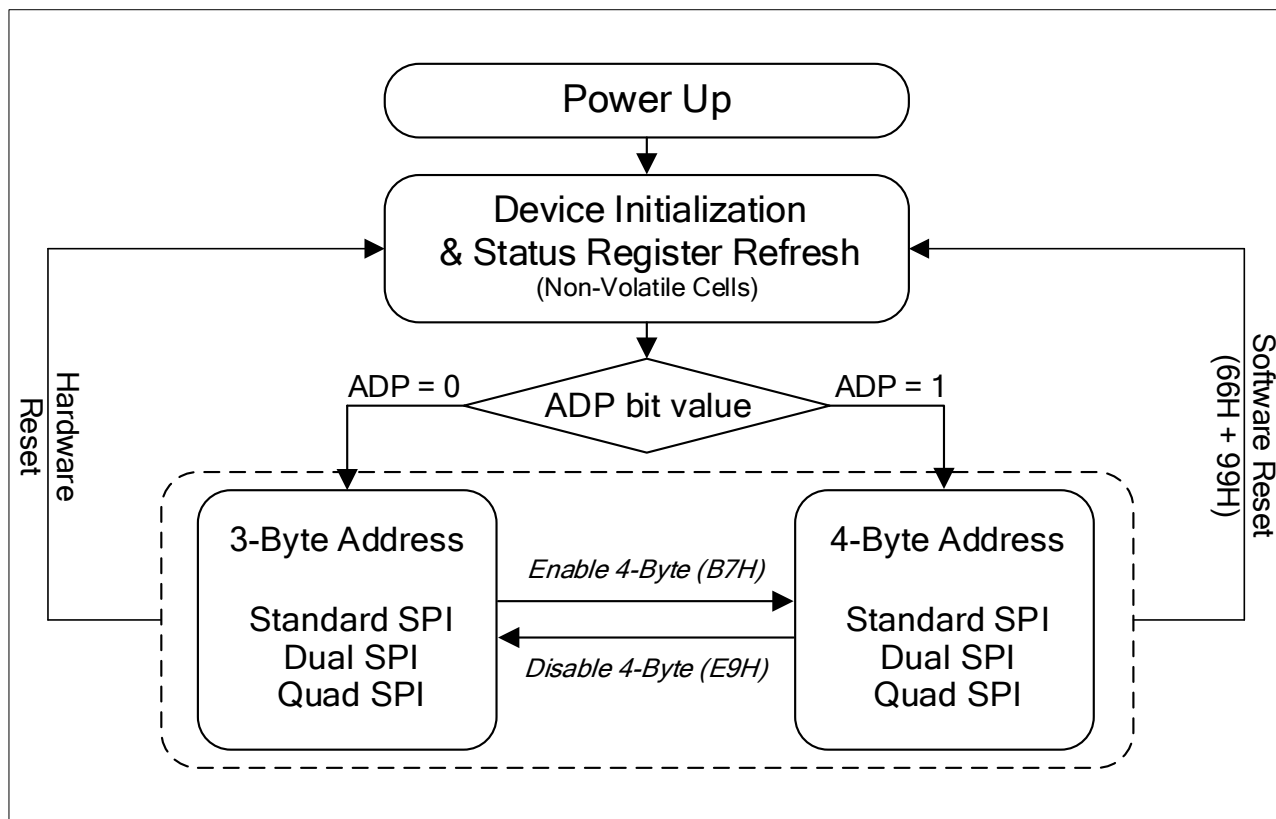 Power Up
Device Initialization
& Status Register Refresh
(Non-Volatile Cells)
ADP = 0
ADP bit value
ADP = 1
Hardware
Reset
Software Reset
(66H + 99H)
3-Byte Address
Standard SPI
Dual SPI
Quad SPI
Enable 4-Byte (B7H)
Disable 4-Byte (E9H)
4-Byte Address
Standard SPI
Dual SPI
Quad SPI